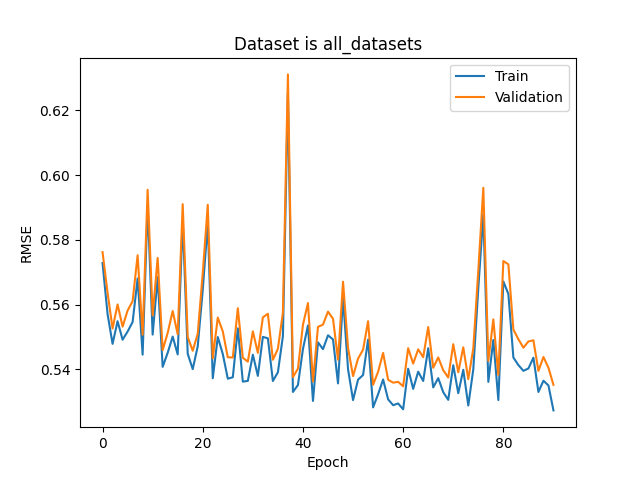 Dataset is all_datasets
Train
Validation
RMSE
0.62
0.60
0.58
0.56
0.54
0 20 40 60 80
Epoch